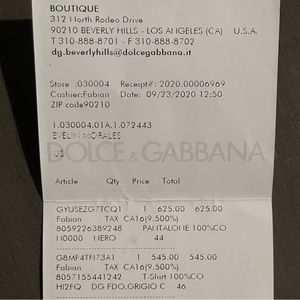 BOUTIQUE
312 North Rodeo Drive
90210 BEVERLY HILLS - LOS ANGELES (CA) U.S.A.
T 310-888-8701 - F 310-888-8702
dg.beverlyhills@dolcegabbana.it
Store :030004 Receipt#: 2020.00006969
Cashier:Fabian Date: 09/23/2020 12:50
ZIP code90210
1.030004.01A.1.072443
EVELIN MORALES
US
DOLCE & GABBANA
Article Qty Price Total
GYUSEZG7TCQ1 1 625.00 625.00
Fabian TAX CA16(9.500%)
8059226389248 PANTALONE 100%CO
N0000 NERO 44
G8MF4TFI73A1 1 545.00 545.00
Fabian TAX CA16(9.500%)
8057155441242 T-Shirt 100%CO
HI2FQ DG FDO.GRIGIO C 46